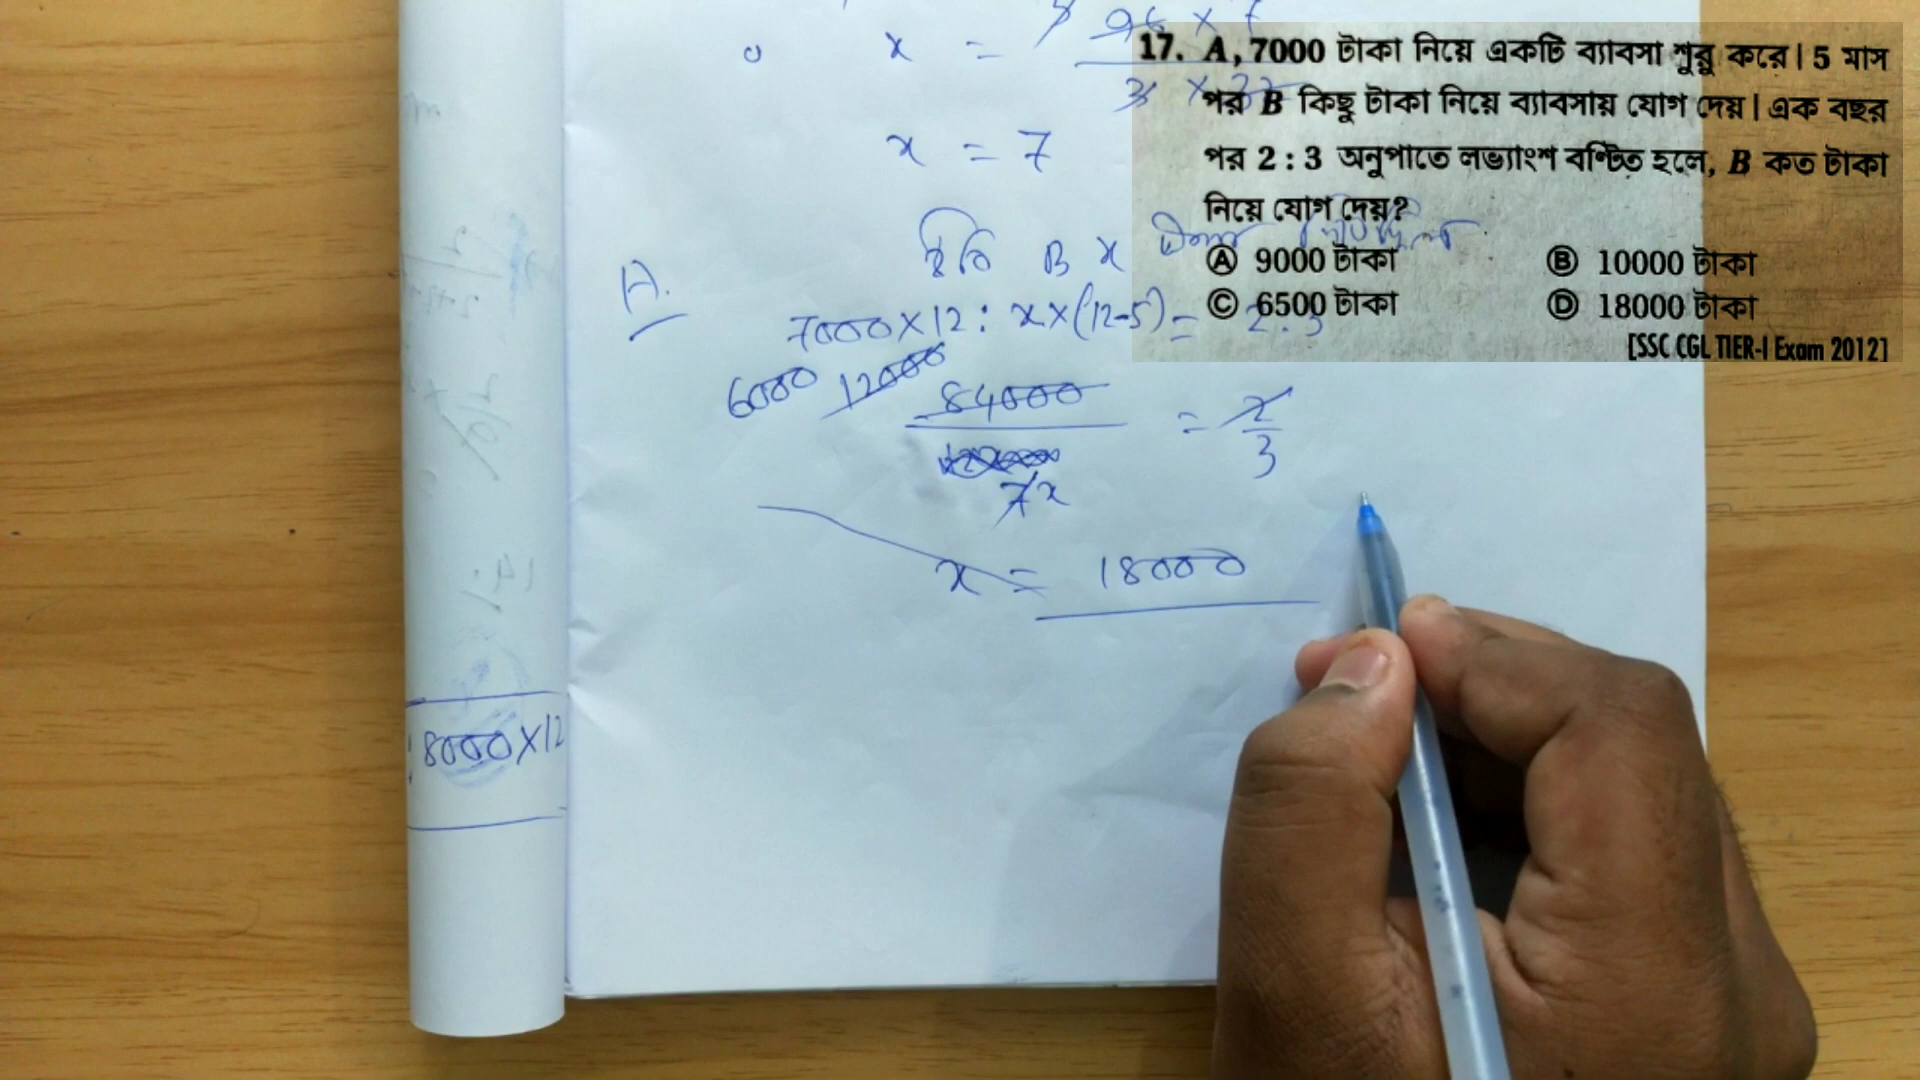 17. A, 7000 টাকা নিয়ে একটি ব্যাবসা শুরু করে। 5 মাস
পর B কিছু টাকা নিয়ে ব্যাবসায় যোগ দেয়। এক বছর
পর 2 : 3 অনুপাতে লভ্যাংশ বণ্টিত হলে, B কত টাকা
নিয়ে যোগ দেয়?
Ⓐ 9000 টাকা Ⓑ 10000 টাকা
Ⓒ 6500 টাকা Ⓓ 18000 টাকা
[SSC CGL TIER-I Exam 2012]
x =
x = 7
B x
7000×12 : x×(12-5) = 2:3
6000 12000 84000 = 2
3
7x
x = 18000
: 8000×12